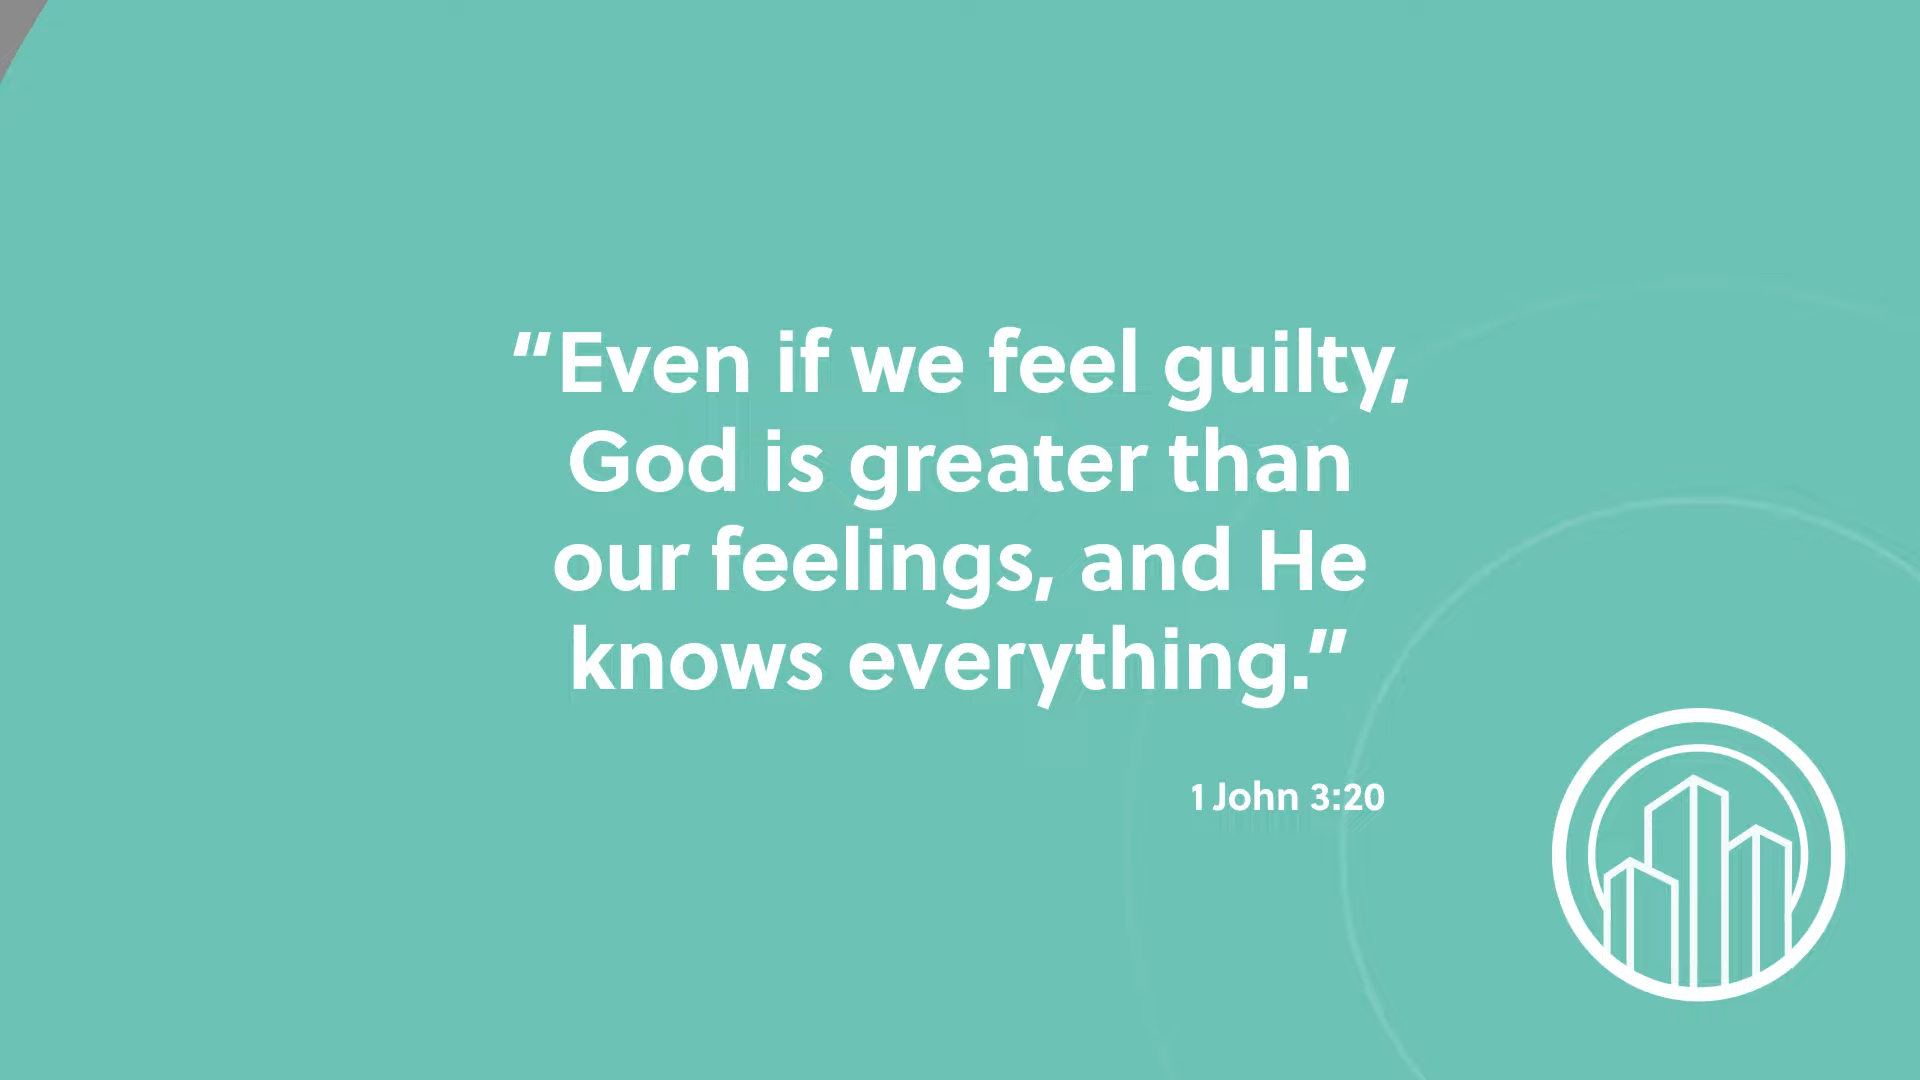 “Even if we feel guilty,
God is greater than
our feelings, and He
knows everything.”
1 John 3:20